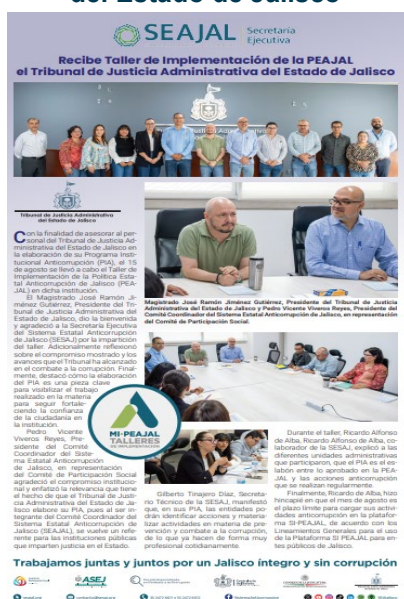 del Estado de Jalisco
SEAJAL Secretaría
Ejecutiva
Recibe Taller de Implementación de la PEAJAL
el Tribunal de Justicia Administrativa del Estado de Jalisco
Tribunal de Justicia Administrativa
del Estado de Jalisco
Con la finalidad de asesorar al per-
sonal del Tribunal de Justicia Ad-
ministrativa del Estado de Jalisco en
la elaboración de su Programa Insti-
tucional Anticorrupción (PIA), el 15
de agosto se llevó a cabo el Taller de
Implementación de la Política Esta-
tal Anticorrupción de Jalisco (PEA-
JAL) en dicha institución.
El Magistrado José Ramón Ji-
ménez Gutiérrez, Presidente del Tri-
bunal de Justicia Administrativa del
Estado de Jalisco, dio la bienvenida
y agradeció a la Secretaría Ejecutiva
del Sistema Estatal Anticorrupción
de Jalisco (SESAJ) por la impartición
del taller. Adicionalmente reflexionó
sobre el compromiso mostrado y los
avances que el Tribunal ha alcanzado
en el combate a la corrupción. Final-
mente, destacó cómo la elaboración
del PIA es una pieza clave
para visibilizar el trabajo
realizado en la materia
para seguir fortale-
ciendo la confianza
de la ciudadanía en
la institución.
Pedro Vicente
Viveros Reyes, Pre-
sidente del Comité
Coordinador del Siste-
ma Estatal Anticorrupción
de Jalisco, en representación
del Comité de Participación Social
agradeció el compromiso institucio-
nal y enfatizó la relevancia que tiene
el hecho de que el Tribunal de Justi-
cia Administrativa del Estado de Ja-
lisco elabore su PIA, pues al ser in-
tegrante del Comité Coordinador del
Sistema Estatal Anticorrupción de
Jalisco (SEAJAL), se vuelve un refe-
rente para las instituciones públicas
que imparten justicia en el Estado.
Magistrado José Ramón Jiménez Gutiérrez, Presidente del Tribunal de Justicia
Administrativa del Estado de Jalisco y Pedro Vicente Viveros Reyes, Presidente del
Comité Coordinador del Sistema Estatal Anticorrupción de Jalisco, en representación
del Comité de Participación Social.
MI-PEAJAL
TALLERES
DE IMPLEMENTACIÓN
Gilberto Tinajero Díaz, Secreta-
rio Técnico de la SESAJ, manifestó
que, en sus PIA, las entidades po-
drán identificar acciones y materia-
lizar actividades en materia de pre-
vención y combate a la corrupción,
de lo que ya hacen de forma muy
profesional cotidianamente.
Durante el taller, Ricardo Alfonso
de Alba, Ricardo Alfonso de Alba, co-
laborador de la SESAJ, explicó a las
diferentes unidades administrativas
que participaron, que el PIA es el es-
labón entre lo aprobado en la PEA-
JAL y las acciones anticorrupción
que se realizan regularmente.
Finalmente, Ricardo de Alba, hizo
hincapié en que el mes de agosto es
el plazo límite para cargar sus activi-
dades anticorrupción en la platafor-
ma SI-PEAJAL, de acuerdo con los
Lineamientos Generales para el uso
de la Plataforma SI PEAJAL para en-
tes públicos de Jalisco.
Trabajamos juntas y juntos por un Jalisco íntegro y sin corrupción
ASEJ